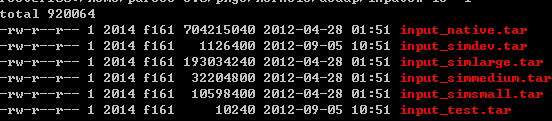 total 920064
-rw-r--r-- 1 2014 f161 704215040 2012-04-28 01:51 input_native.tar
-rw-r--r-- 1 2014 f161 1126400 2012-09-05 10:51 input_simdev.tar
-rw-r--r-- 1 2014 f161 193034240 2012-04-28 01:51 input_simlarge.tar
-rw-r--r-- 1 2014 f161 32204800 2012-04-28 01:51 input_simmedium.tar
-rw-r--r-- 1 2014 f161 10598400 2012-04-28 01:51 input_simsmall.tar
-rw-r--r-- 1 2014 f161 10240 2012-09-05 10:51 input_test.tar